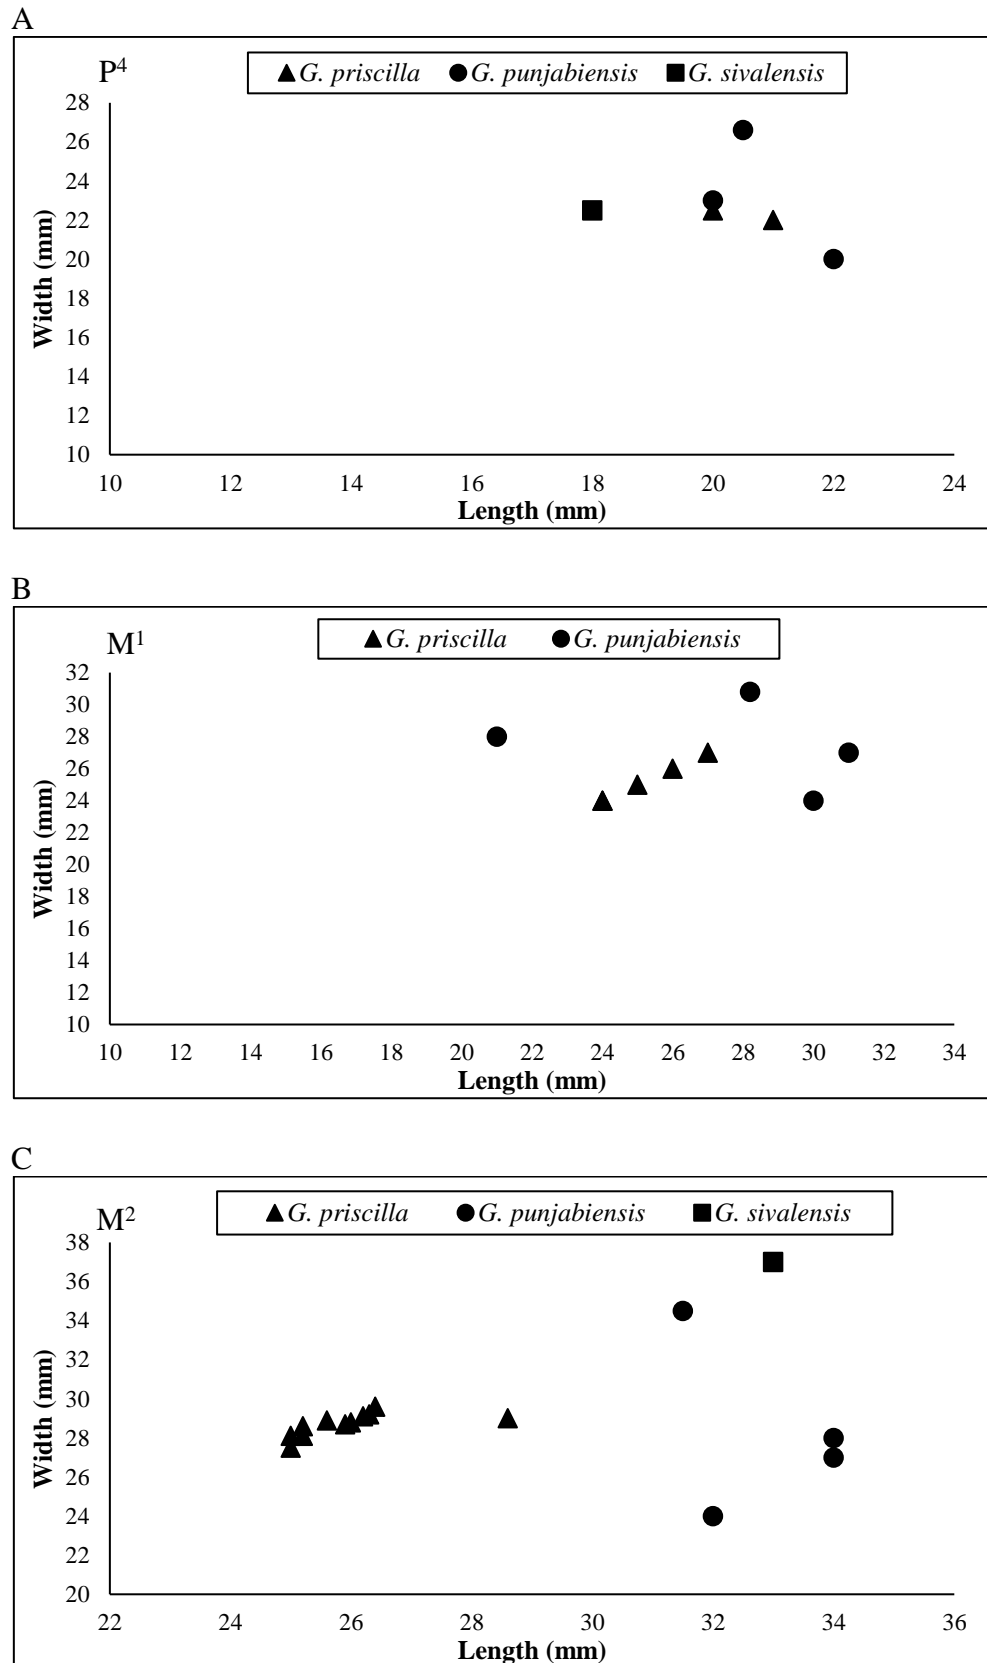 A
P⁴
G. priscilla G. punjabiensis G. sivalensis
28
26
24
22
20
18
16
14
12
10
Width (mm)
10 12 14 16 18 20 22 24
Length (mm)
B
M¹
G. priscilla G. punjabiensis
32
30
28
26
24
22
20
18
16
14
12
10
Width (mm)
10 12 14 16 18 20 22 24 26 28 30 32 34
Length (mm)
C
M²
G. priscilla G. punjabiensis G. sivalensis
38
36
34
32
30
28
26
24
22
20
Width (mm)
22 24 26 28 30 32 34 36
Length (mm)